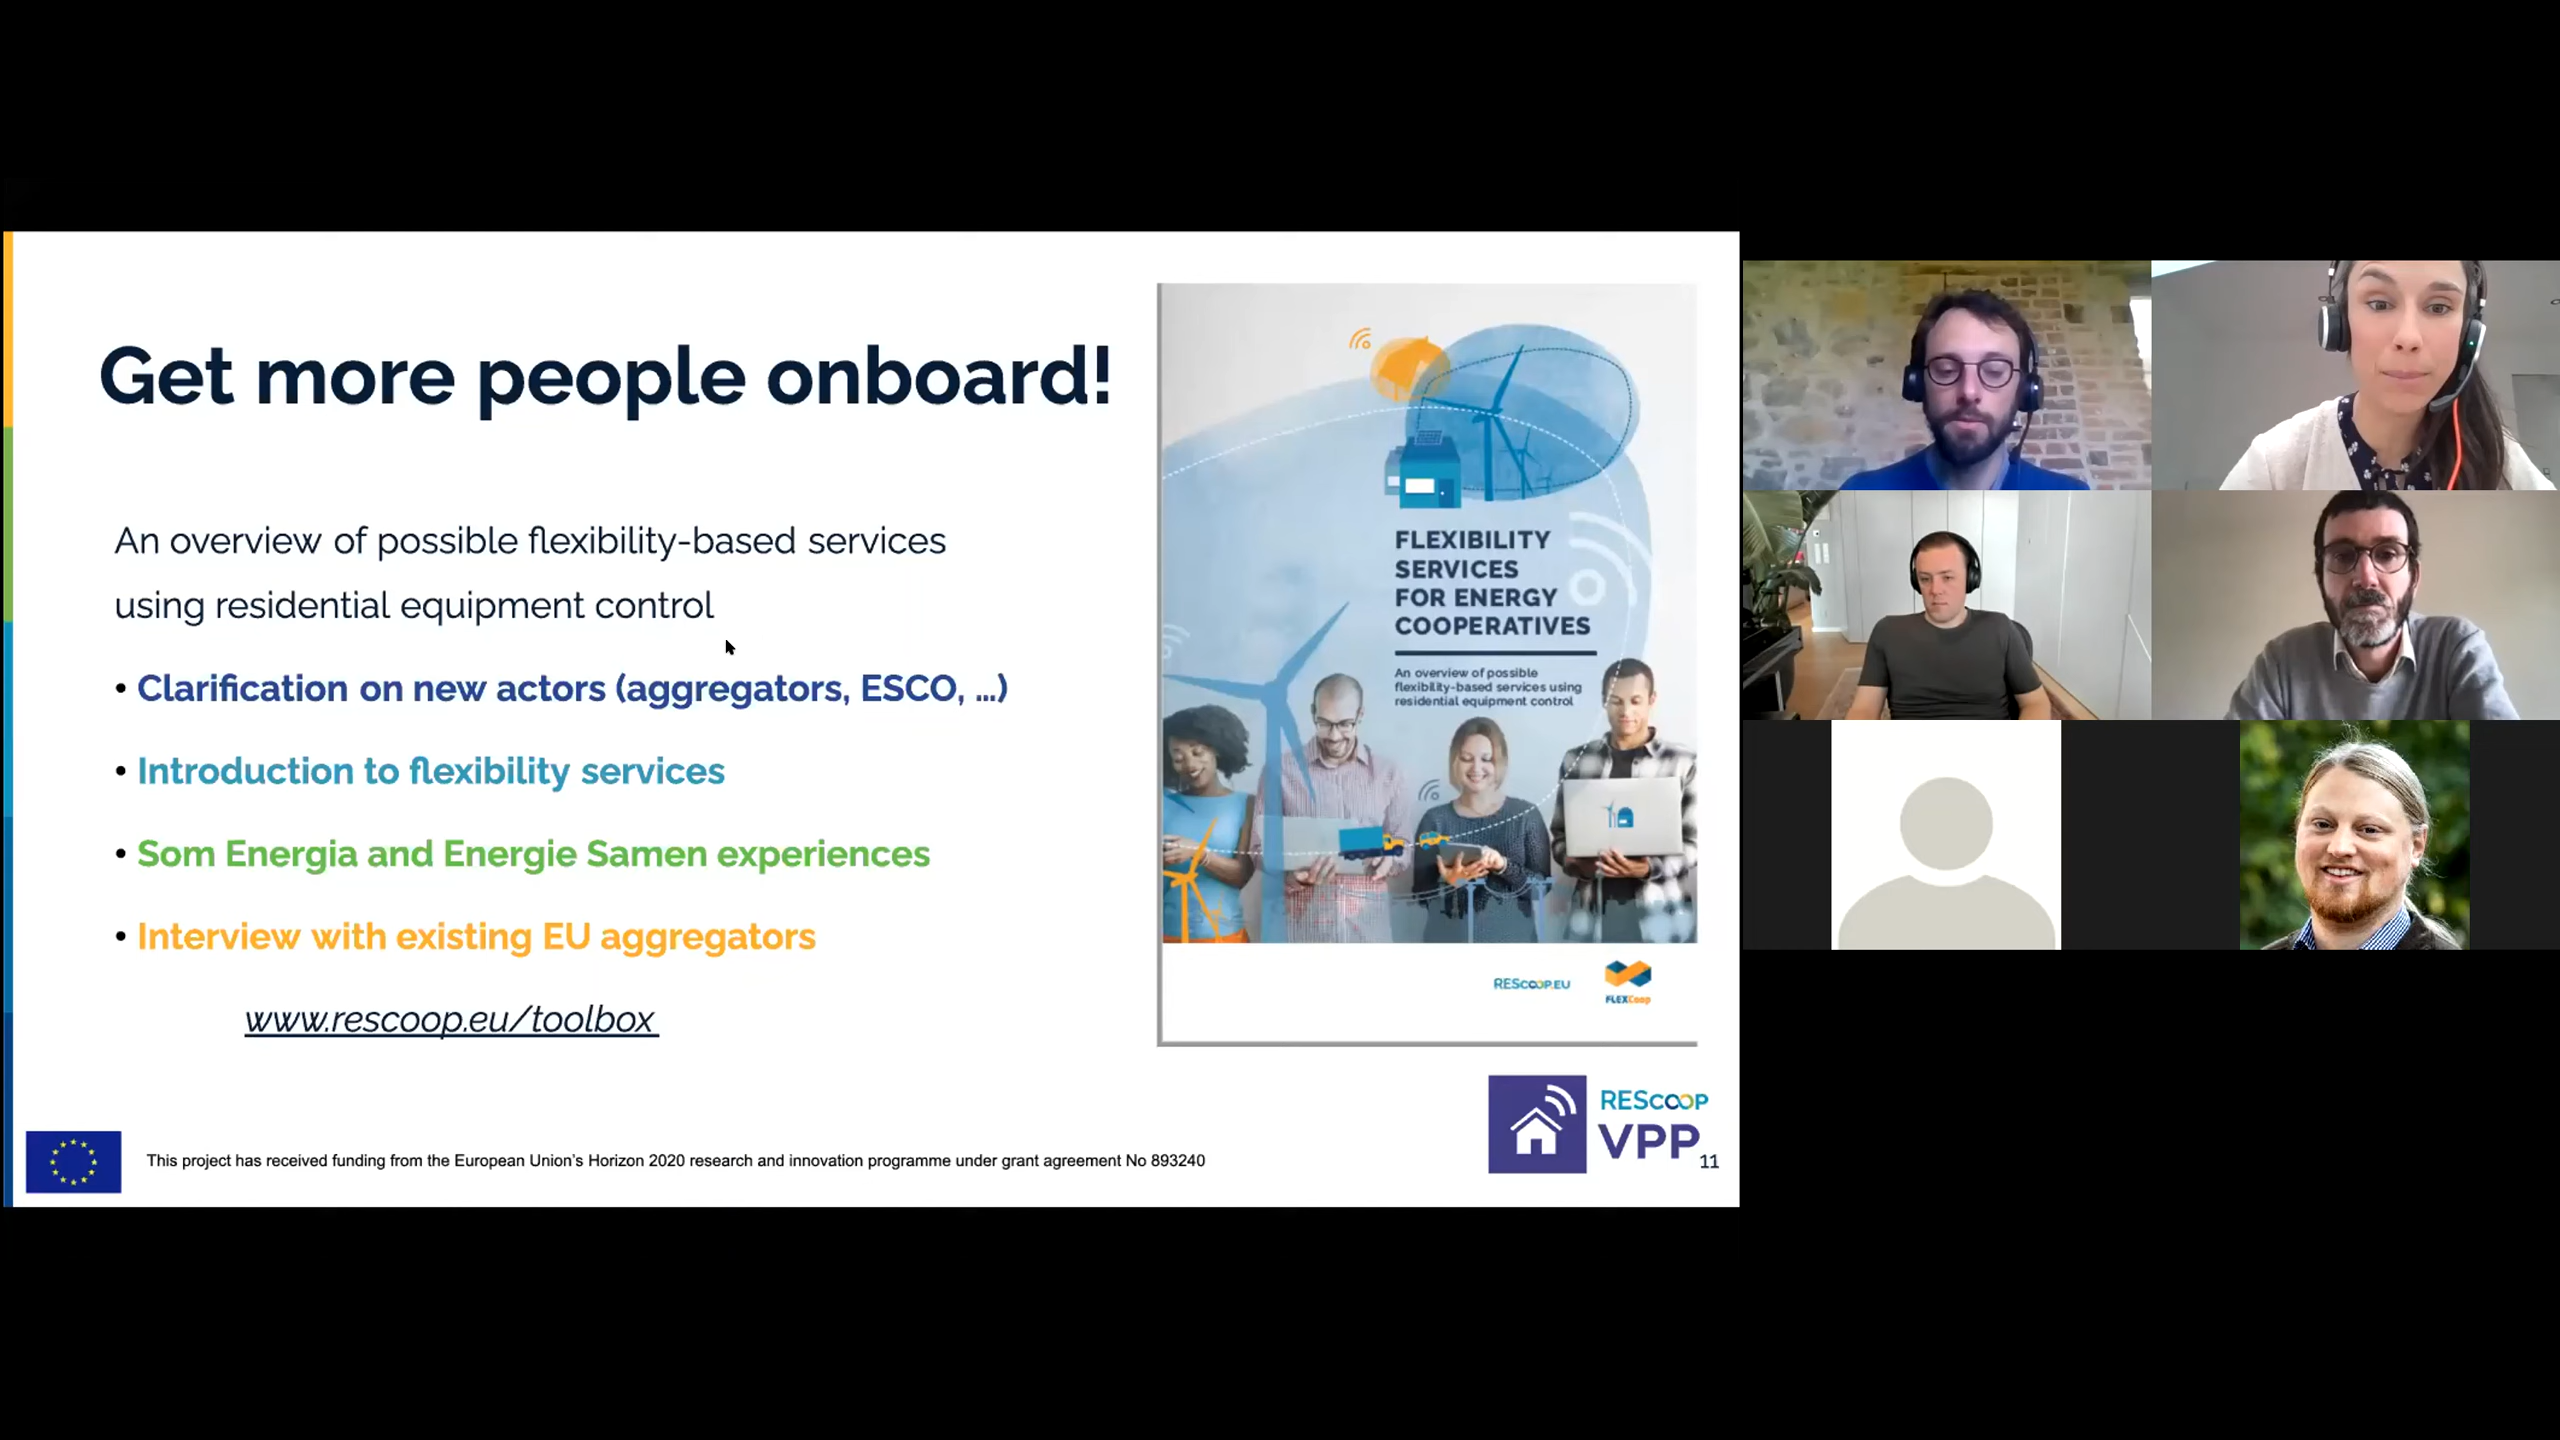 Get more people onboard!
An overview of possible flexibility-based services
using residential equipment control
• Clarification on new actors (aggregators, ESCO, ...)
• Introduction to flexibility services
• Som Energia and Energie Samen experiences
• Interview with existing EU aggregators
www.rescoop.eu/toolbox
FLEXIBILITY
SERVICES
FOR ENERGY
COOPERATIVES
An overview of possible
flexibility-based services using
residential equipment control
REScoop.EU
FLEXCoop
This project has received funding from the European Union's Horizon 2020 research and innovation programme under grant agreement No 893240
REScoop
VPP
11